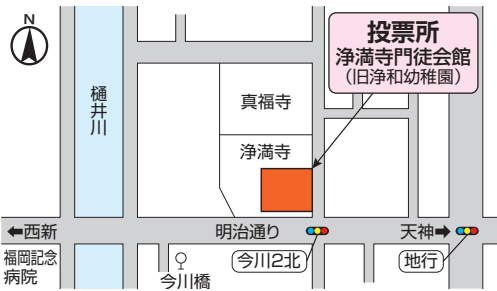 N
投票所
浄満寺門徒会館
（旧浄和幼稚園）
樋井川
真福寺
浄満寺
←西新
明治通り
天神→
福岡記念
病院
今川橋
今川2北
地行